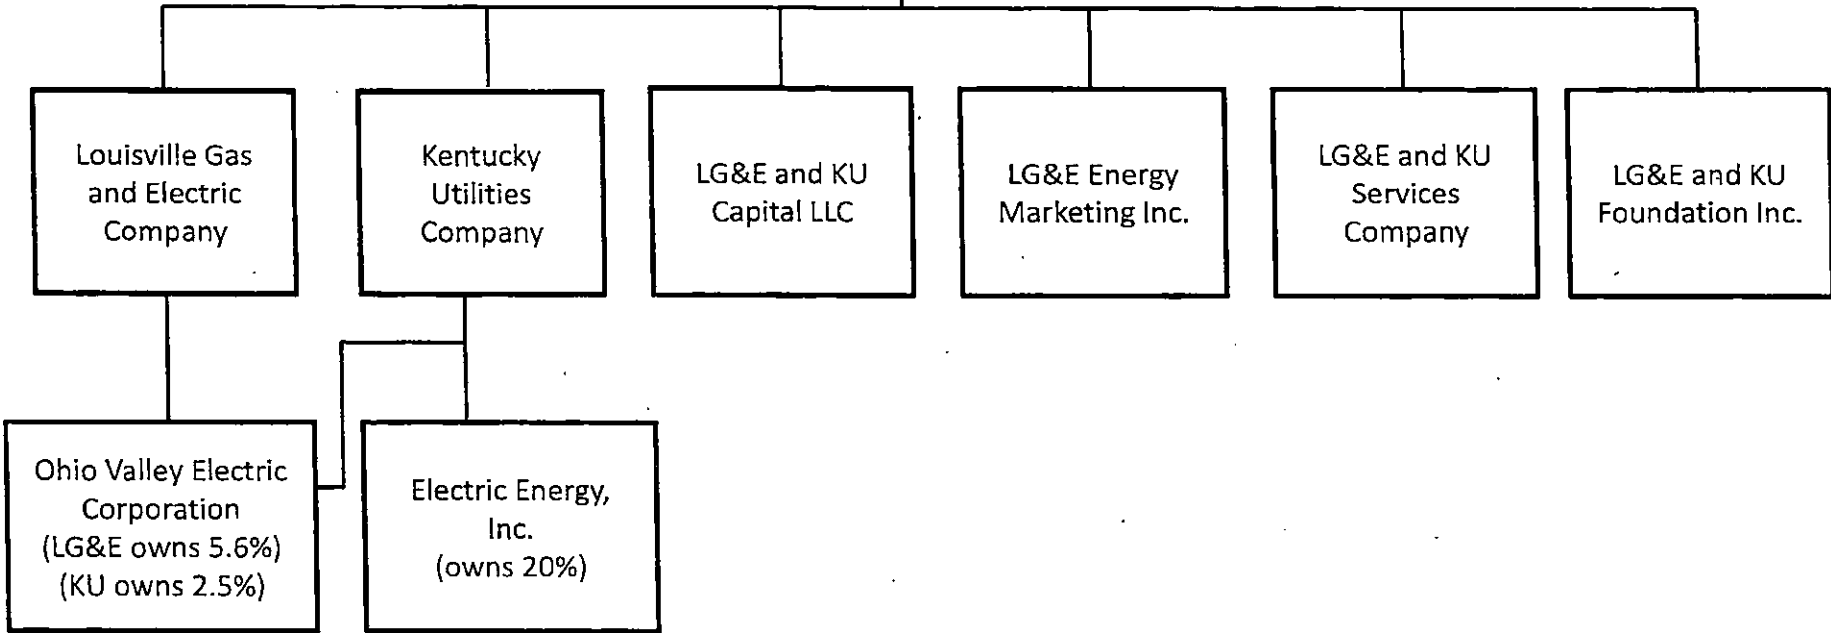 Louisville Gas
and Electric
Company
Kentucky
Utilities
Company
LG&E and KU
Capital LLC
LG&E Energy
Marketing Inc.
LG&E and KU
Services
Company
LG&E and KU
Foundation Inc.
Ohio Valley Electric
Corporation
(LG&E owns 5.6%)
(KU owns 2.5%)
Electric Energy,
Inc.
(owns 20%)